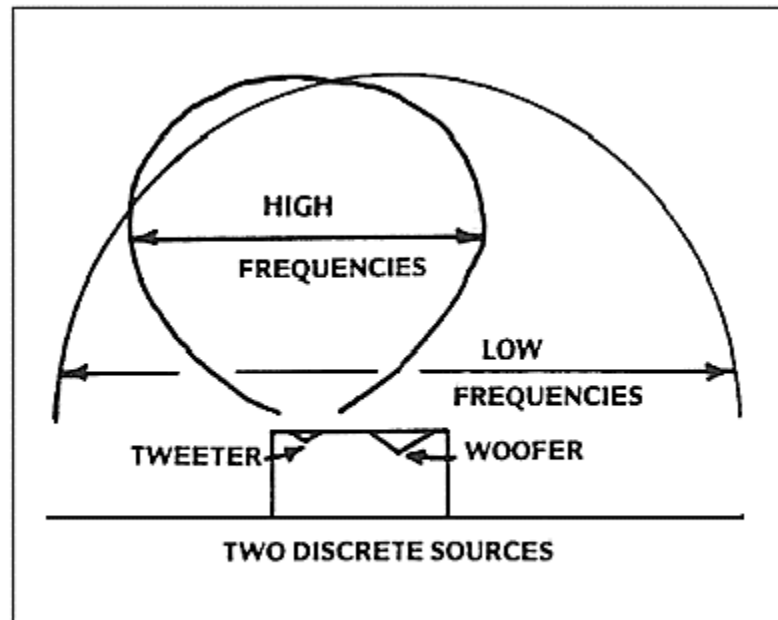 HIGH
FREQUENCIES
LOW
FREQUENCIES
TWEETER
WOOFER
TWO DISCRETE SOURCES